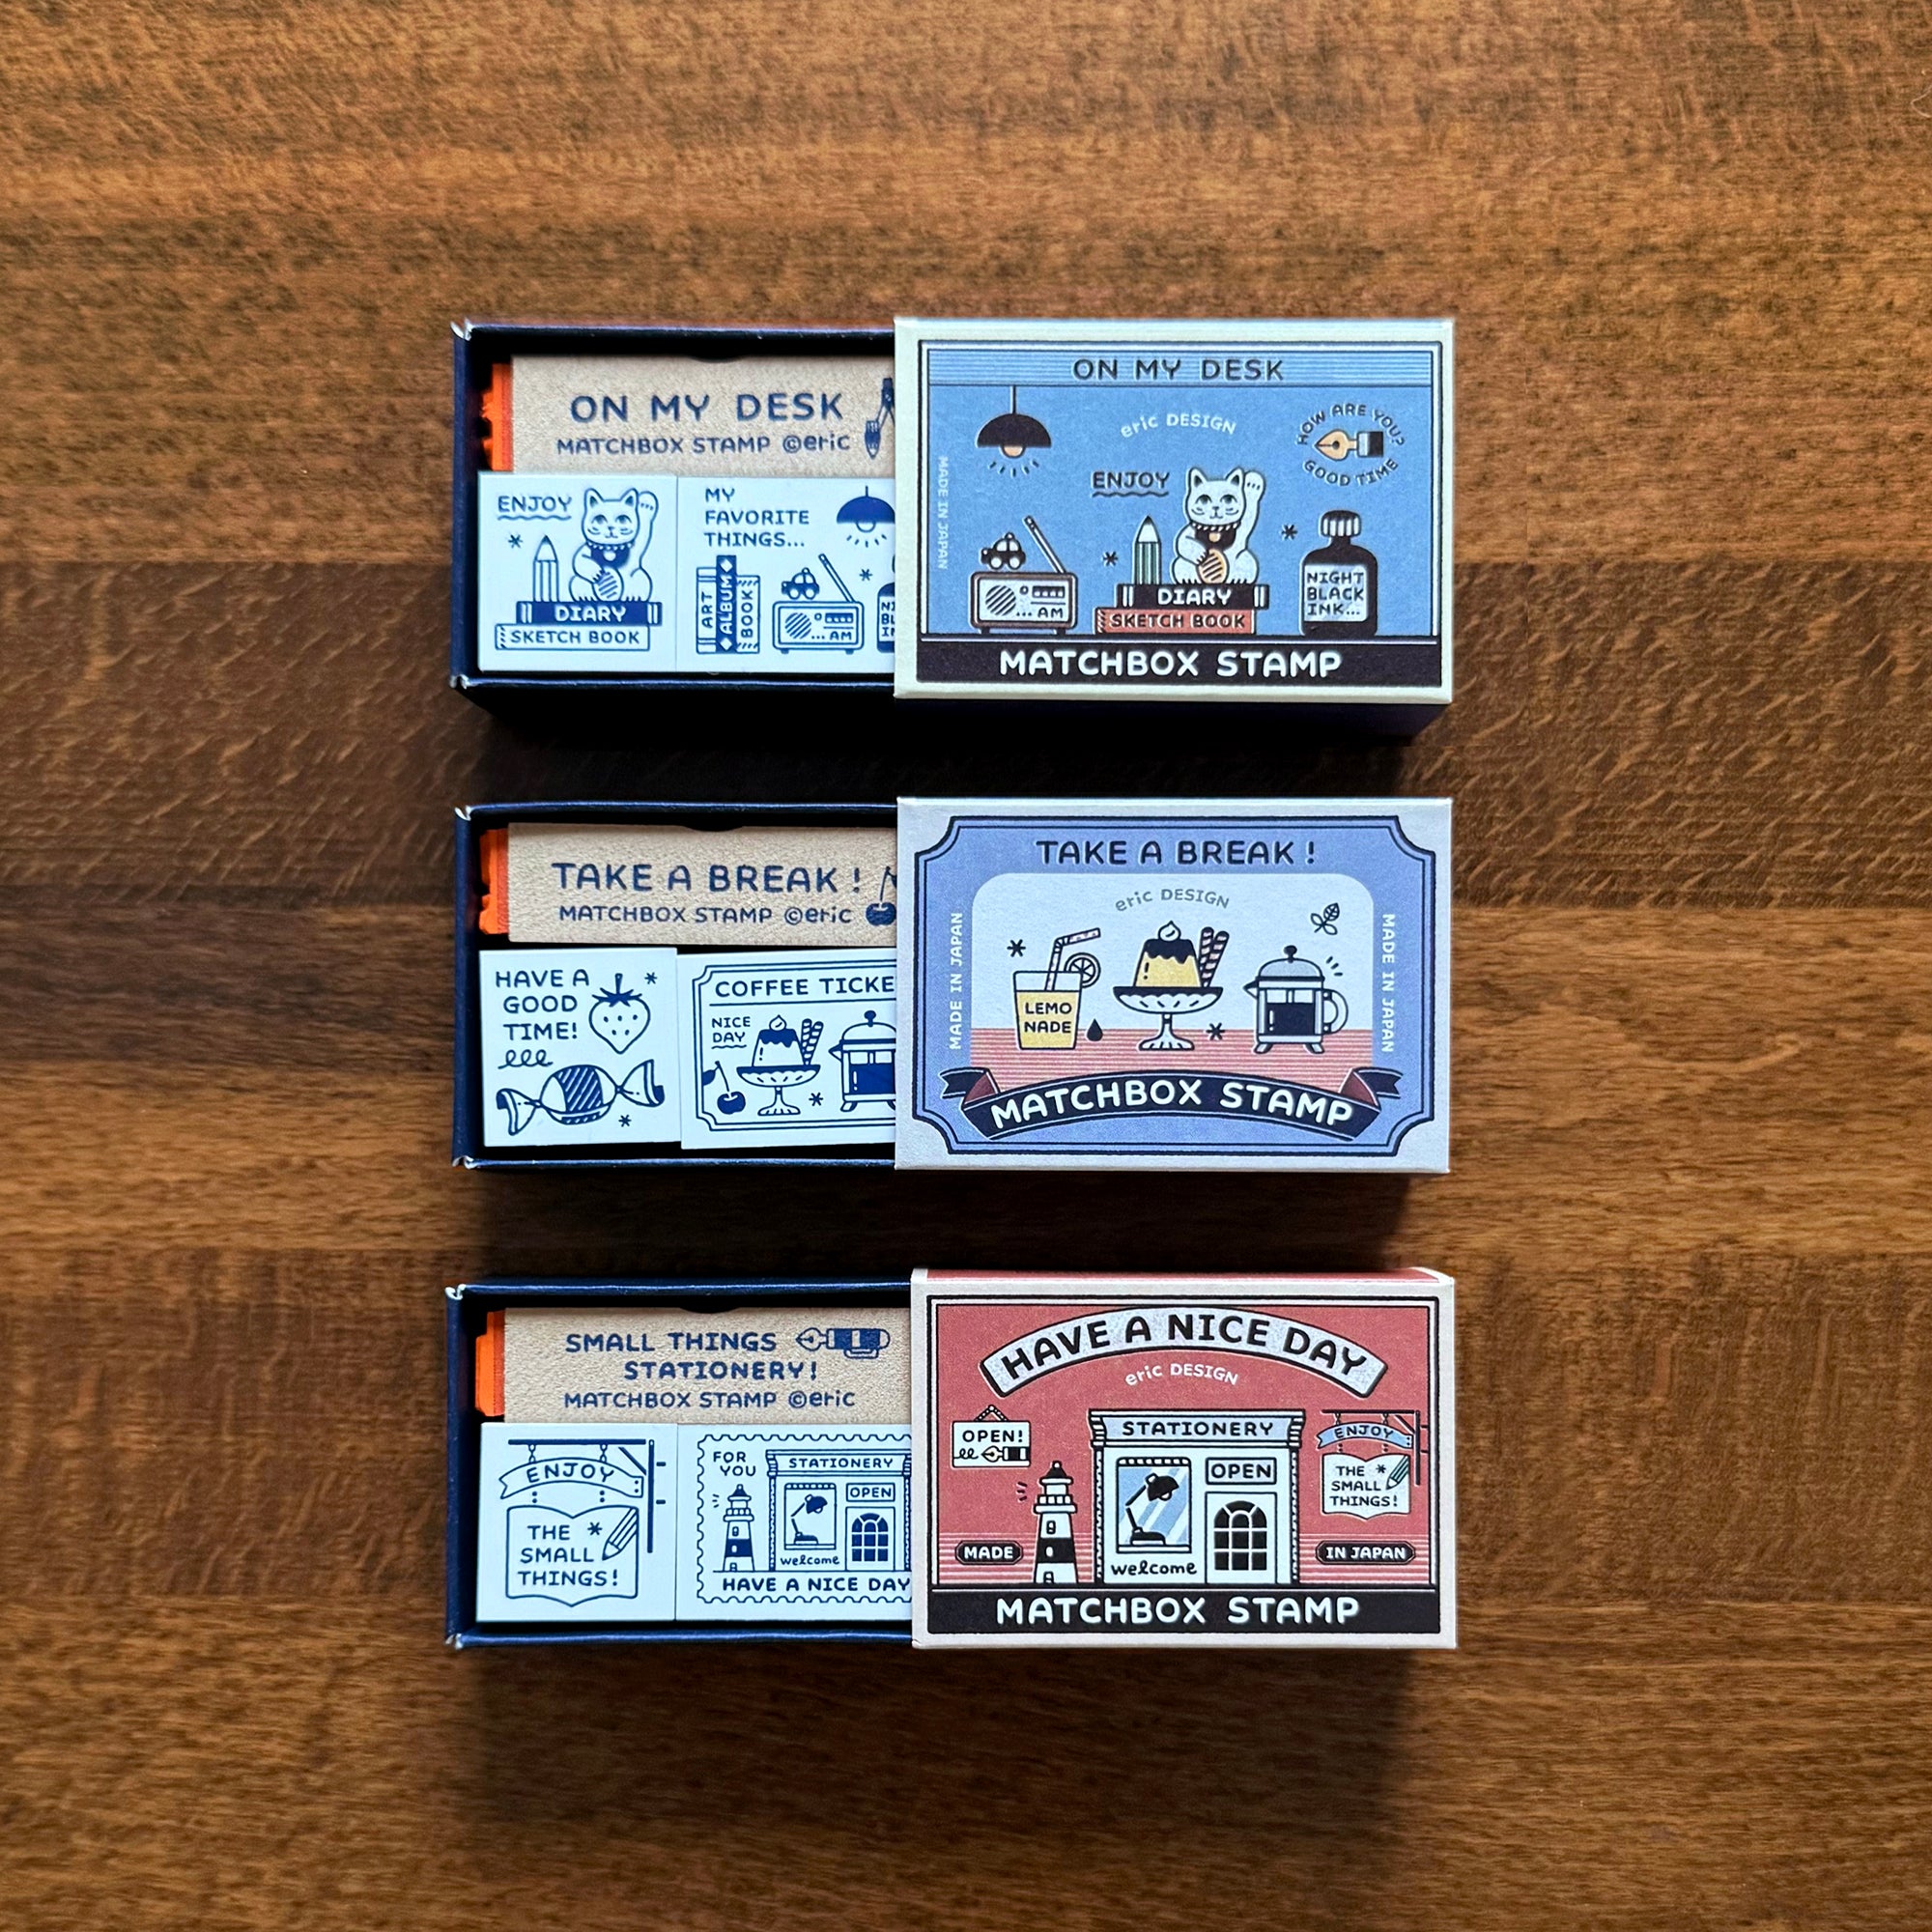 ON MY DESK
MATCHBOX STAMP ©eric
ENJOY
DIARY
SKETCH BOOK
MY
FAVORITE
THINGS...
ART
ALBUM
BOOK
... AM
ON MY DESK
eric DESIGN
HOW ARE YOU?
GOOD TIME
MADE IN JAPAN
ENJOY
... AM
DIARY
SKETCH BOOK
NIGHT
BLACK
INK...
MATCHBOX STAMP
TAKE A BREAK!
MATCHBOX STAMP ©eric
HAVE A
GOOD
TIME!
COFFEE TICKE
NICE
DAY
TAKE A BREAK!
eric DESIGN
MADE IN JAPAN
LEMO
NADE
MADE IN JAPAN
MATCHBOX STAMP
SMALL THINGS
STATIONERY!
MATCHBOX STAMP ©eric
ENJOY
THE
SMALL
THINGS!
FOR
YOU
STATIONERY
OPEN
welcome
HAVE A NICE DAY
HAVE A NICE DAY
eric DESIGN
OPEN!
STATIONERY
OPEN
welcome
ENJOY
THE
SMALL
THINGS!
MADE
IN JAPAN
MATCHBOX STAMP